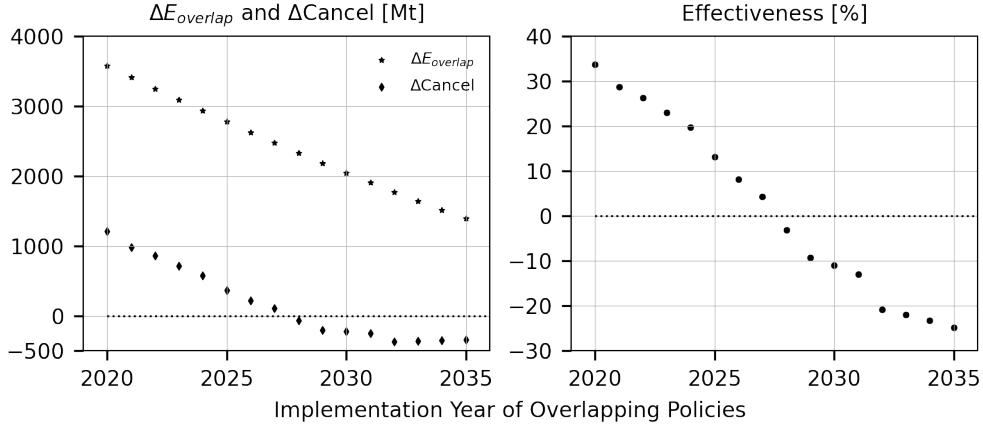 ΔE_overlap and ΔCancel [Mt]
4000
3000
2000
1000
0
−500
2020 2025 2030 2035
ΔE_overlap
ΔCancel
Effectiveness [%]
40
30
20
10
0
−10
−20
−30
2020 2025 2030 2035
Implementation Year of Overlapping Policies